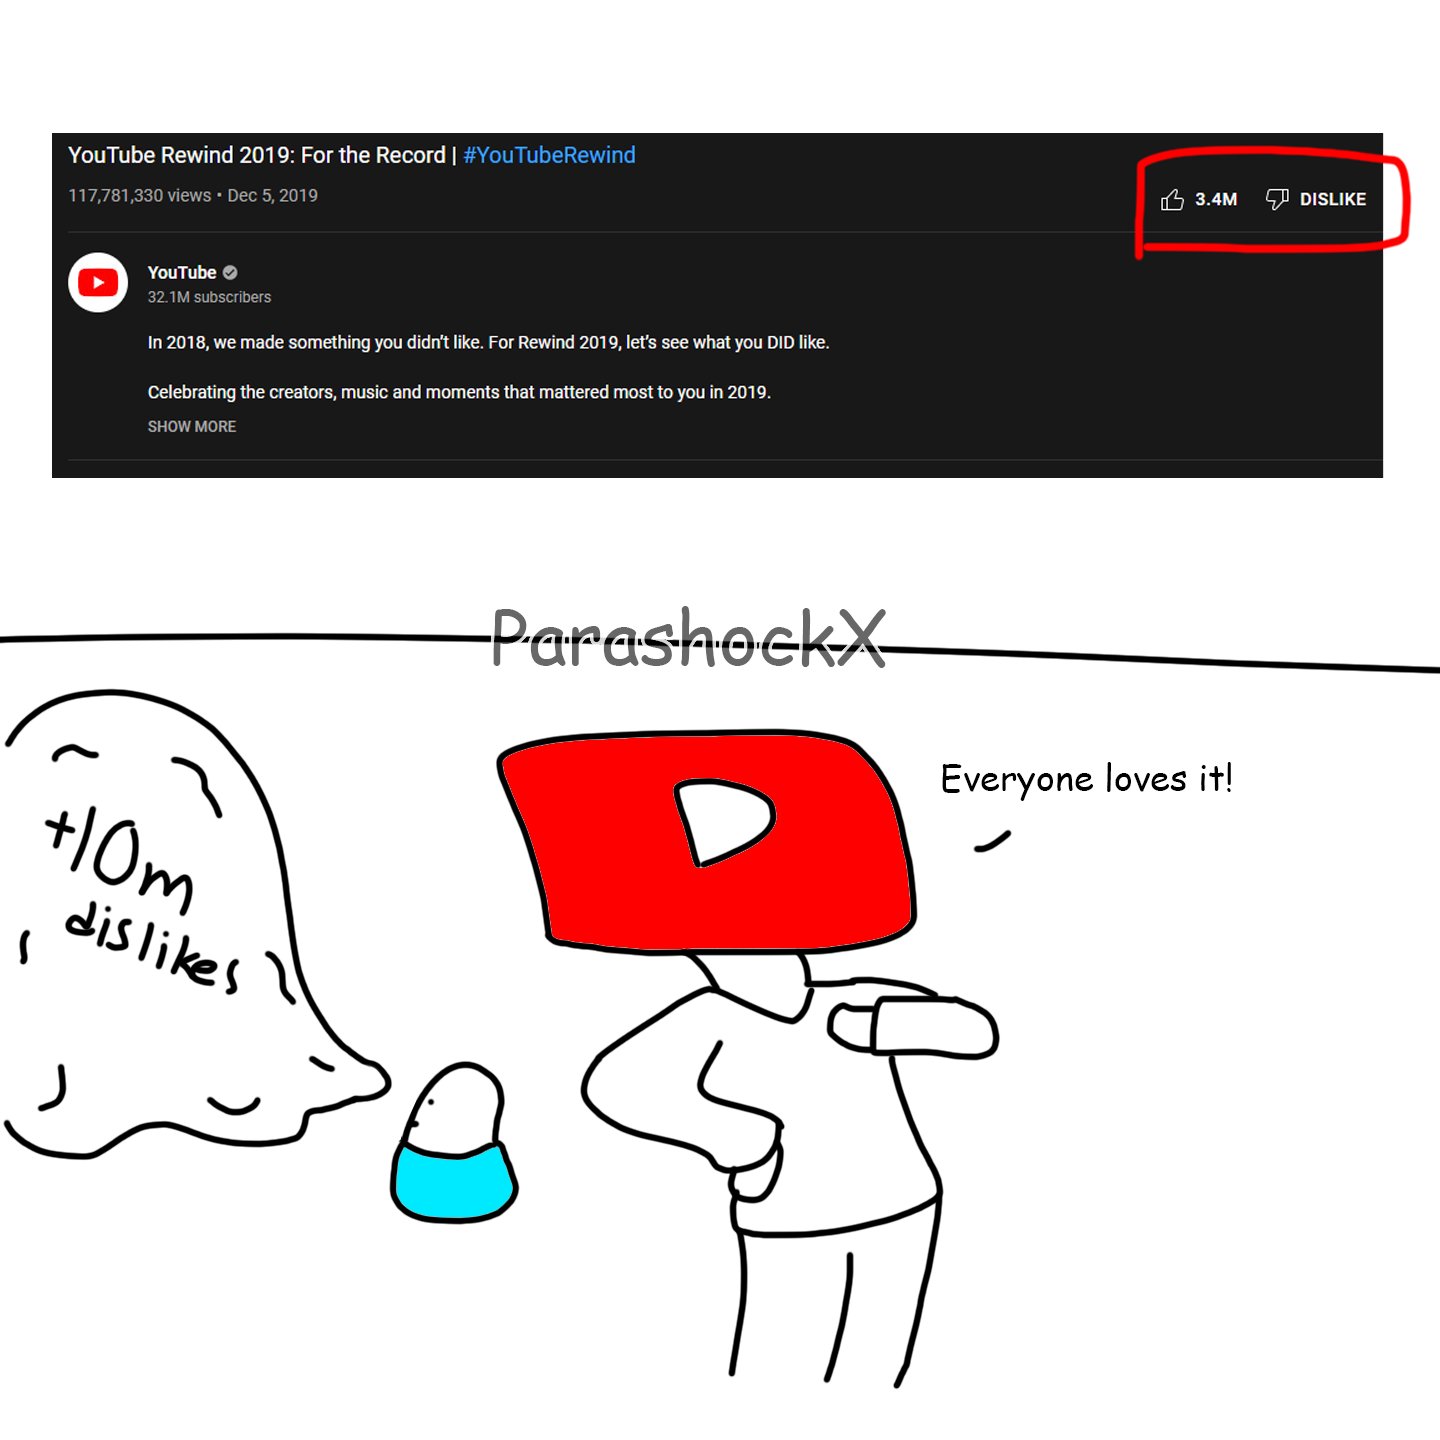 YouTube Rewind 2019: For the Record | #YouTubeRewind
117,781,330 views • Dec 5, 2019
3.4M DISLIKE
YouTube
32.1M subscribers
In 2018, we made something you didn’t like. For Rewind 2019, let’s see what you DID like.
Celebrating the creators, music and moments that mattered most to you in 2019.
SHOW MORE
ParashockX
Everyone loves it!
+10m
dislikes